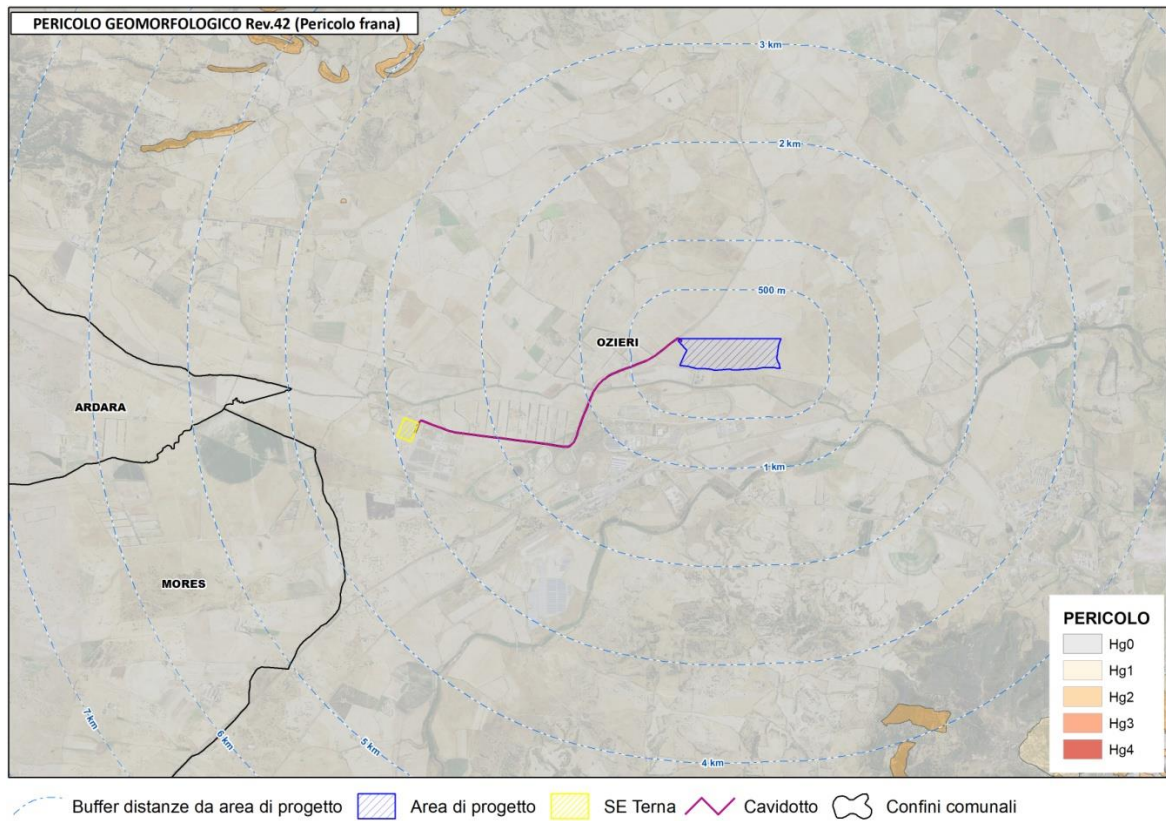 PERICOLO GEOMORFOLOGICO Rev.42 (Pericolo frana)
3 km
2 km
500 m
OZIERI
ARDARA
1 km
MORES
PERICOLO
Hg0
Hg1
Hg2
Hg3
Hg4
7 km
6 km
5 km
4 km
Buffer distanze da area di progetto
Area di progetto
SE Terna
Cavidotto
Confini comunali